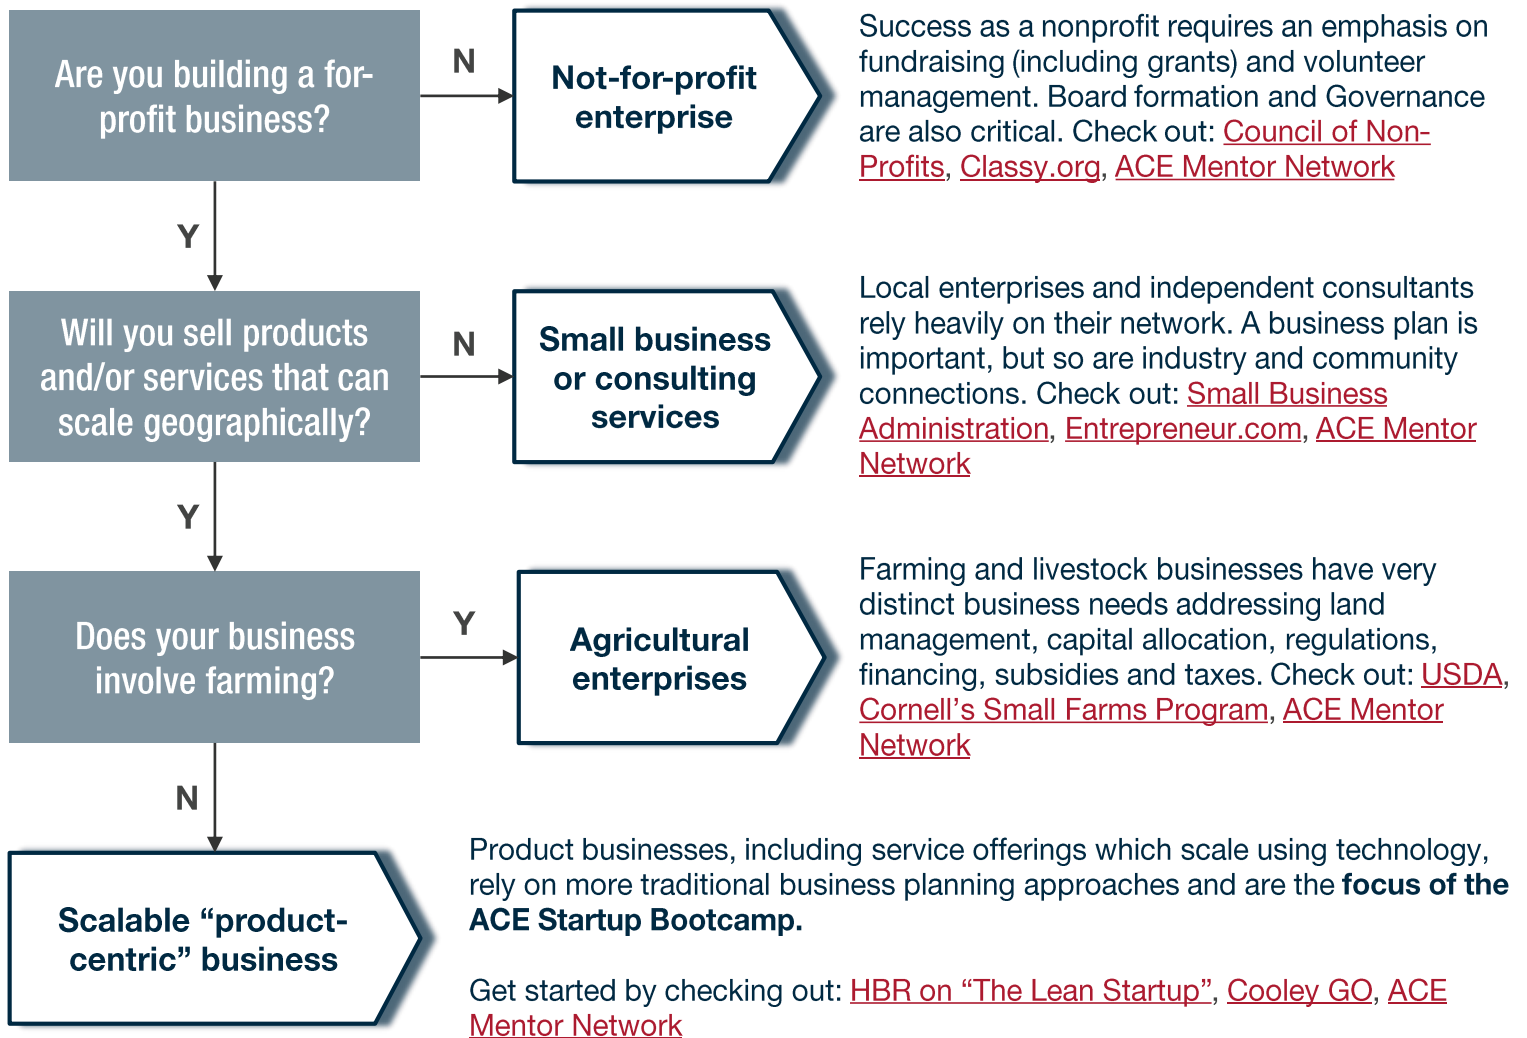 Are you building a for-
profit business?
N
Not-for-profit
enterprise
Success as a nonprofit requires an emphasis on
fundraising (including grants) and volunteer
management. Board formation and Governance
are also critical. Check out: Council of Non-
Profits, Classy.org, ACE Mentor Network
Y
Will you sell products
and/or services that can
scale geographically?
N
Small business
or consulting
services
Local enterprises and independent consultants
rely heavily on their network. A business plan is
important, but so are industry and community
connections. Check out: Small Business
Administration, Entrepreneur.com, ACE Mentor
Network
Y
Does your business
involve farming?
Y
Agricultural
enterprises
Farming and livestock businesses have very
distinct business needs addressing land
management, capital allocation, regulations,
financing, subsidies and taxes. Check out: USDA,
Cornell’s Small Farms Program, ACE Mentor
Network
N
Scalable “product-
centric” business
Product businesses, including service offerings which scale using technology,
rely on more traditional business planning approaches and are the focus of the
ACE Startup Bootcamp.
Get started by checking out: HBR on “The Lean Startup”, Cooley GO, ACE
Mentor Network